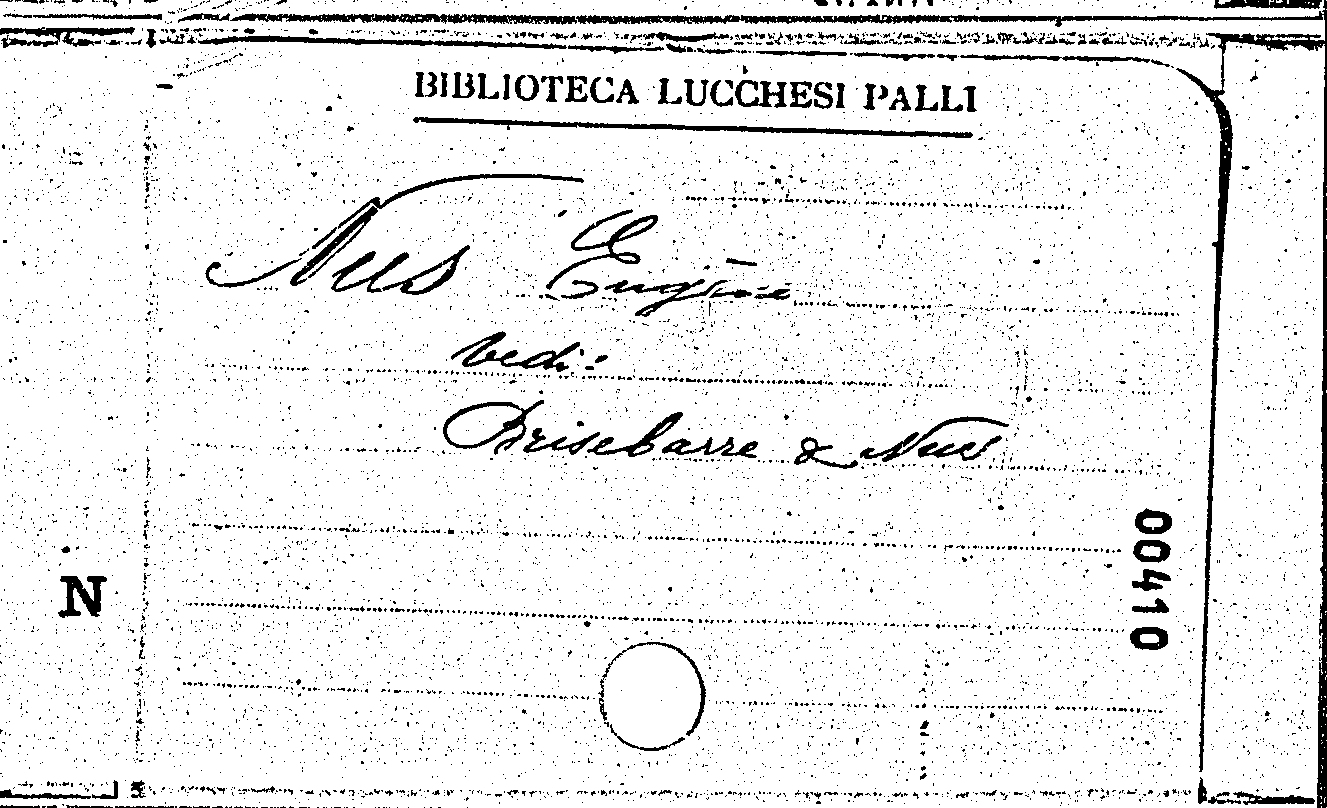 BIBLIOTECA LUCCHESI PALLI
Nus Eugène
vedi:
Brisebarre & Nus
00410
N